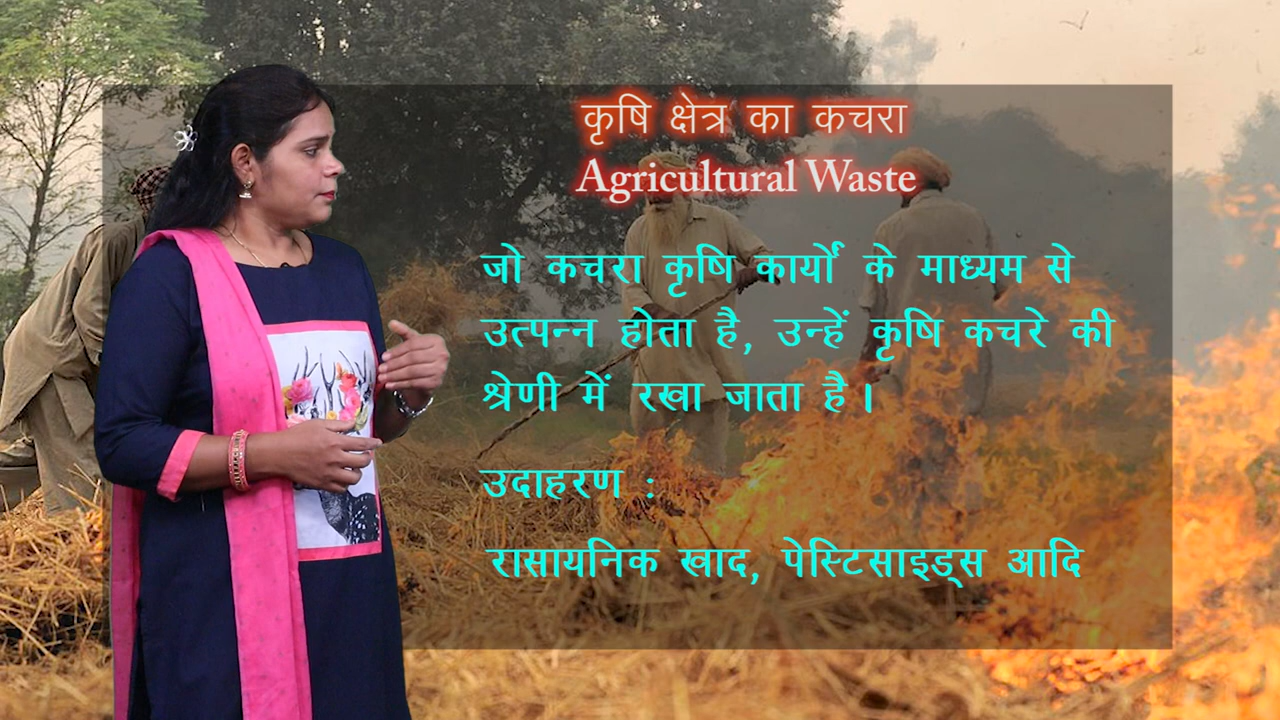 कृषि क्षेत्र का कचरा
Agricultural Waste
जो कचरा कृषि कार्यों के माध्यम से
उत्पन्न होता है, उन्हें कृषि कचरे की
श्रेणी में रखा जाता है।
उदाहरण :
रासायनिक खाद, पेस्टिसाइड्स आदि